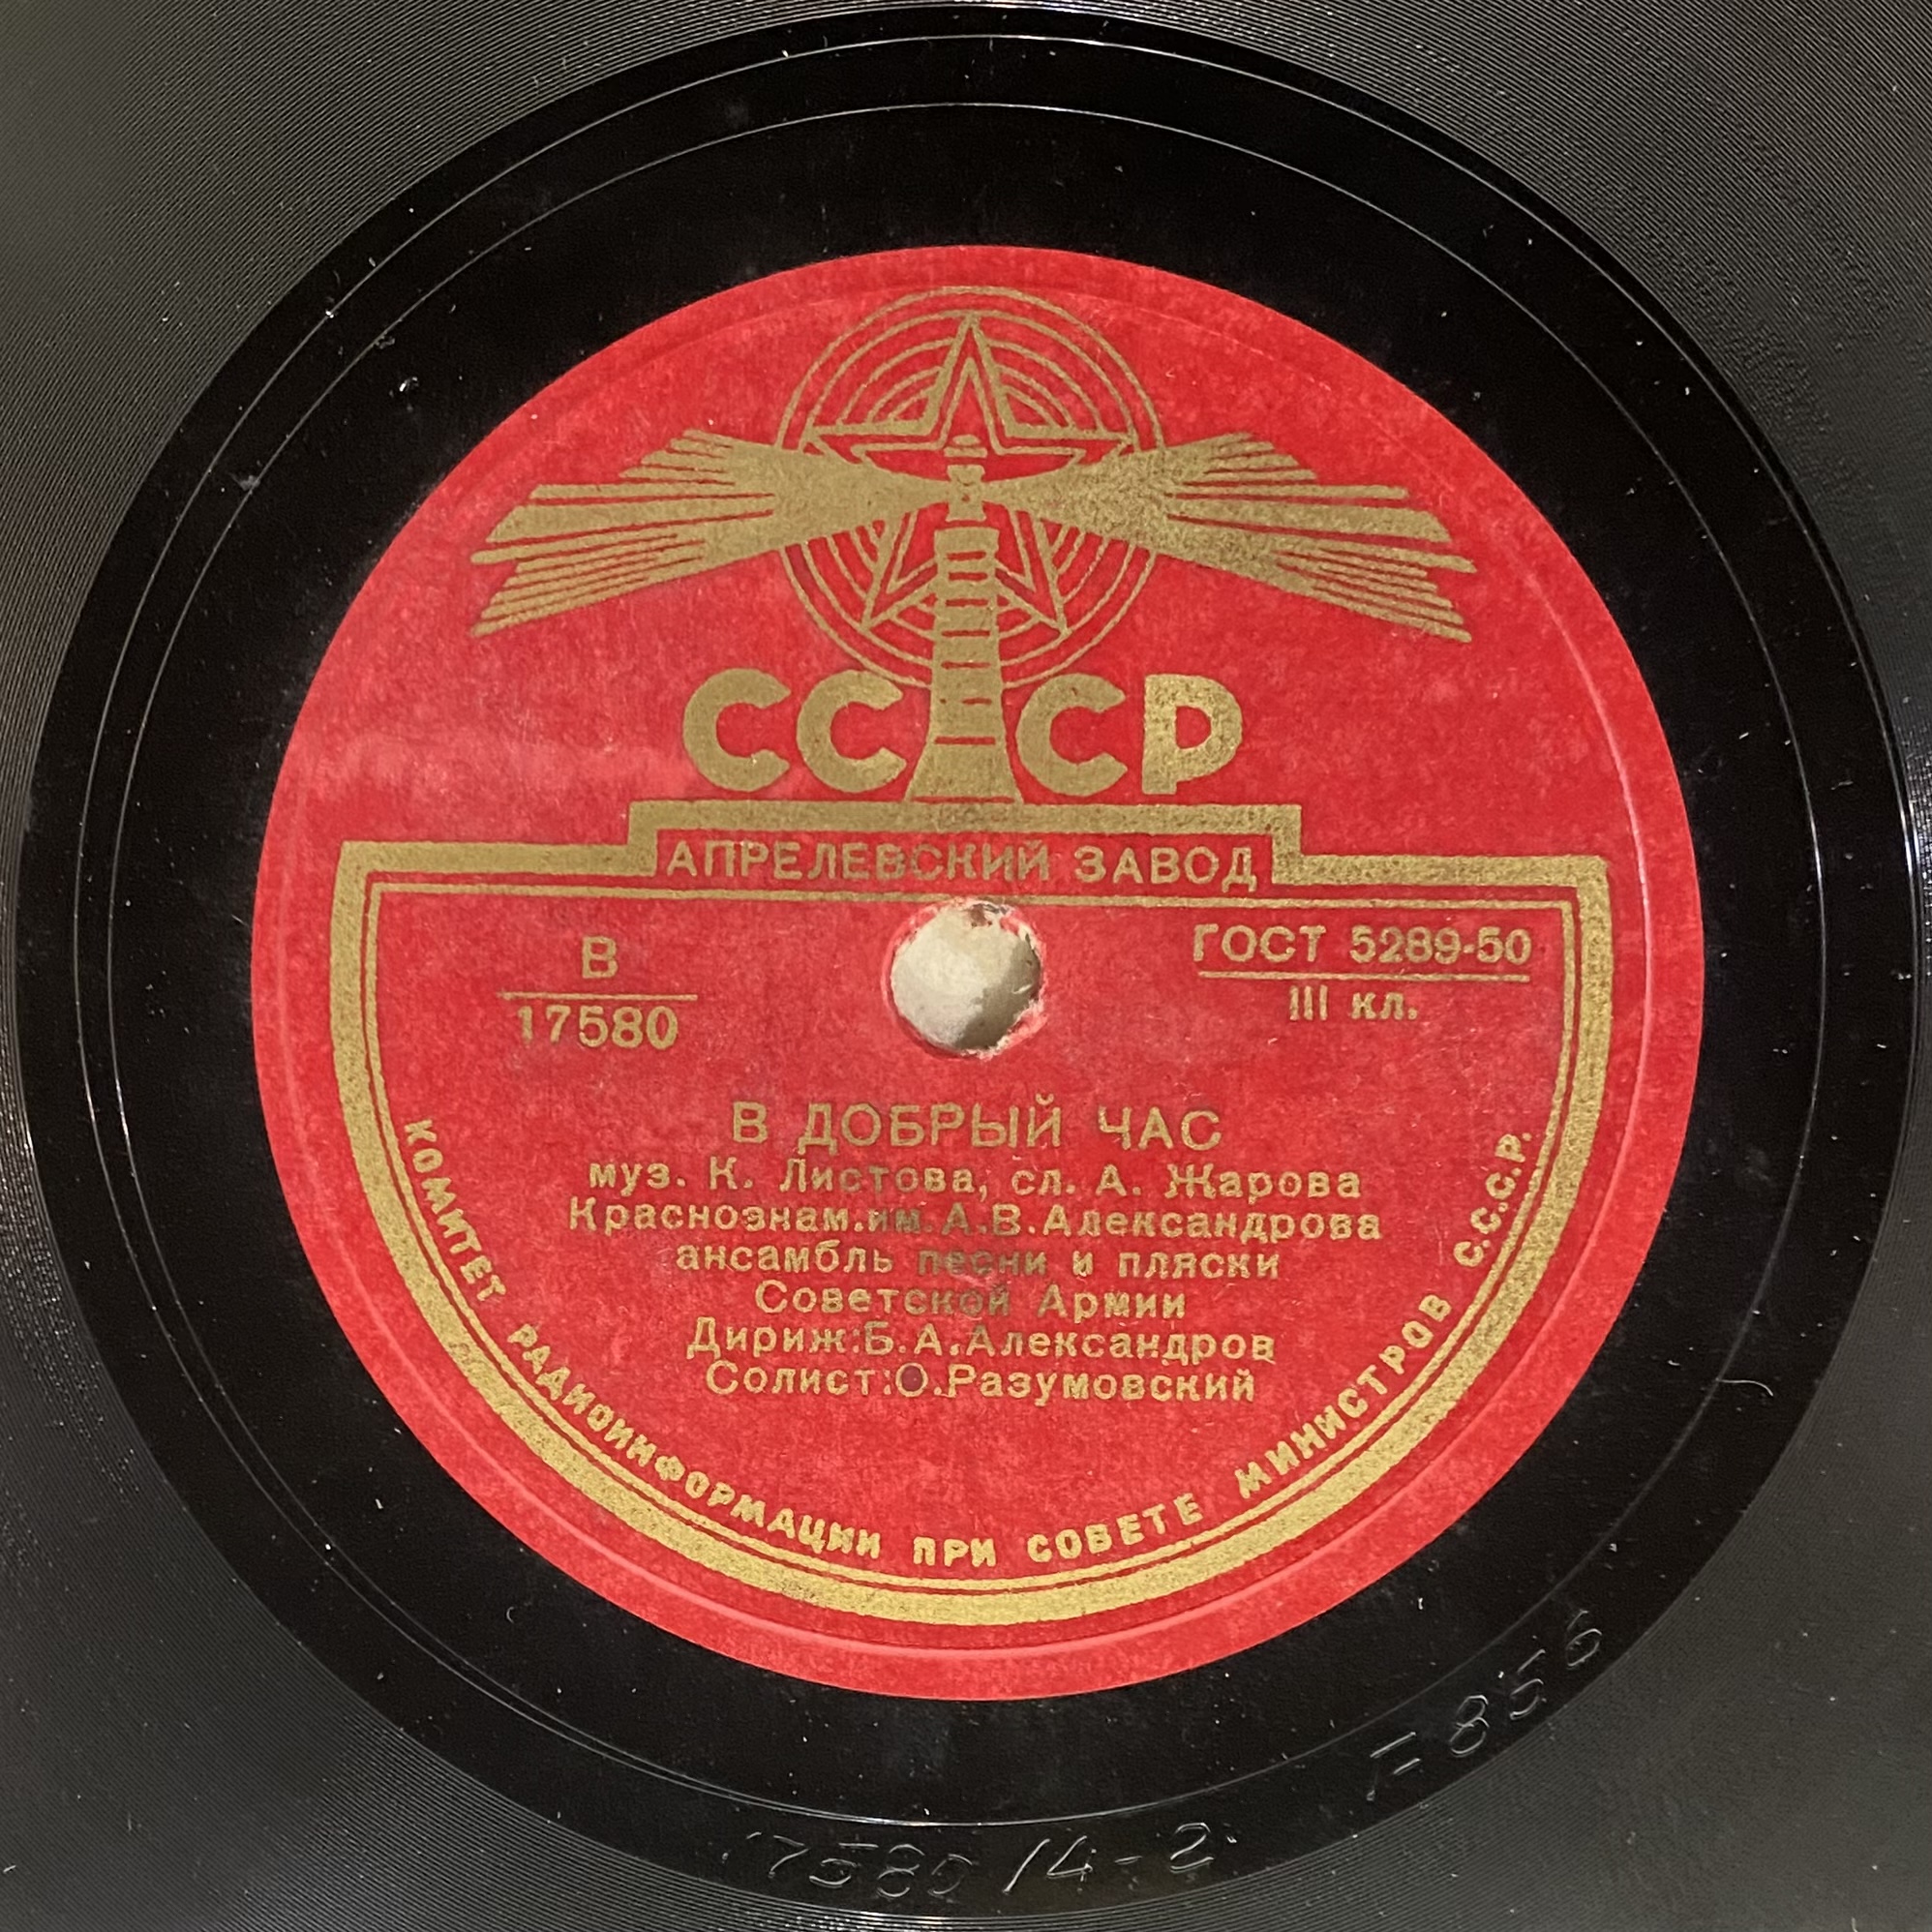 СССР
АПРЕЛЕВСКИЙ ЗАВОД
В
17580
ГОСТ 5289-50
III кл.
В ДОБРЫЙ ЧАС
муз. К. Листова, сл. А. Жарова
Краснознам.им.А.В.Александрова
ансамбль песни и пляски
Советской Армии
Дириж:Б.А.Александров
Солист:О.Разумовский
КОМИТЕТ РАДИОИНФОРМАЦИИ ПРИ СОВЕТЕ МИНИСТРОВ С.С.С.Р.
17580 /4-2
F856